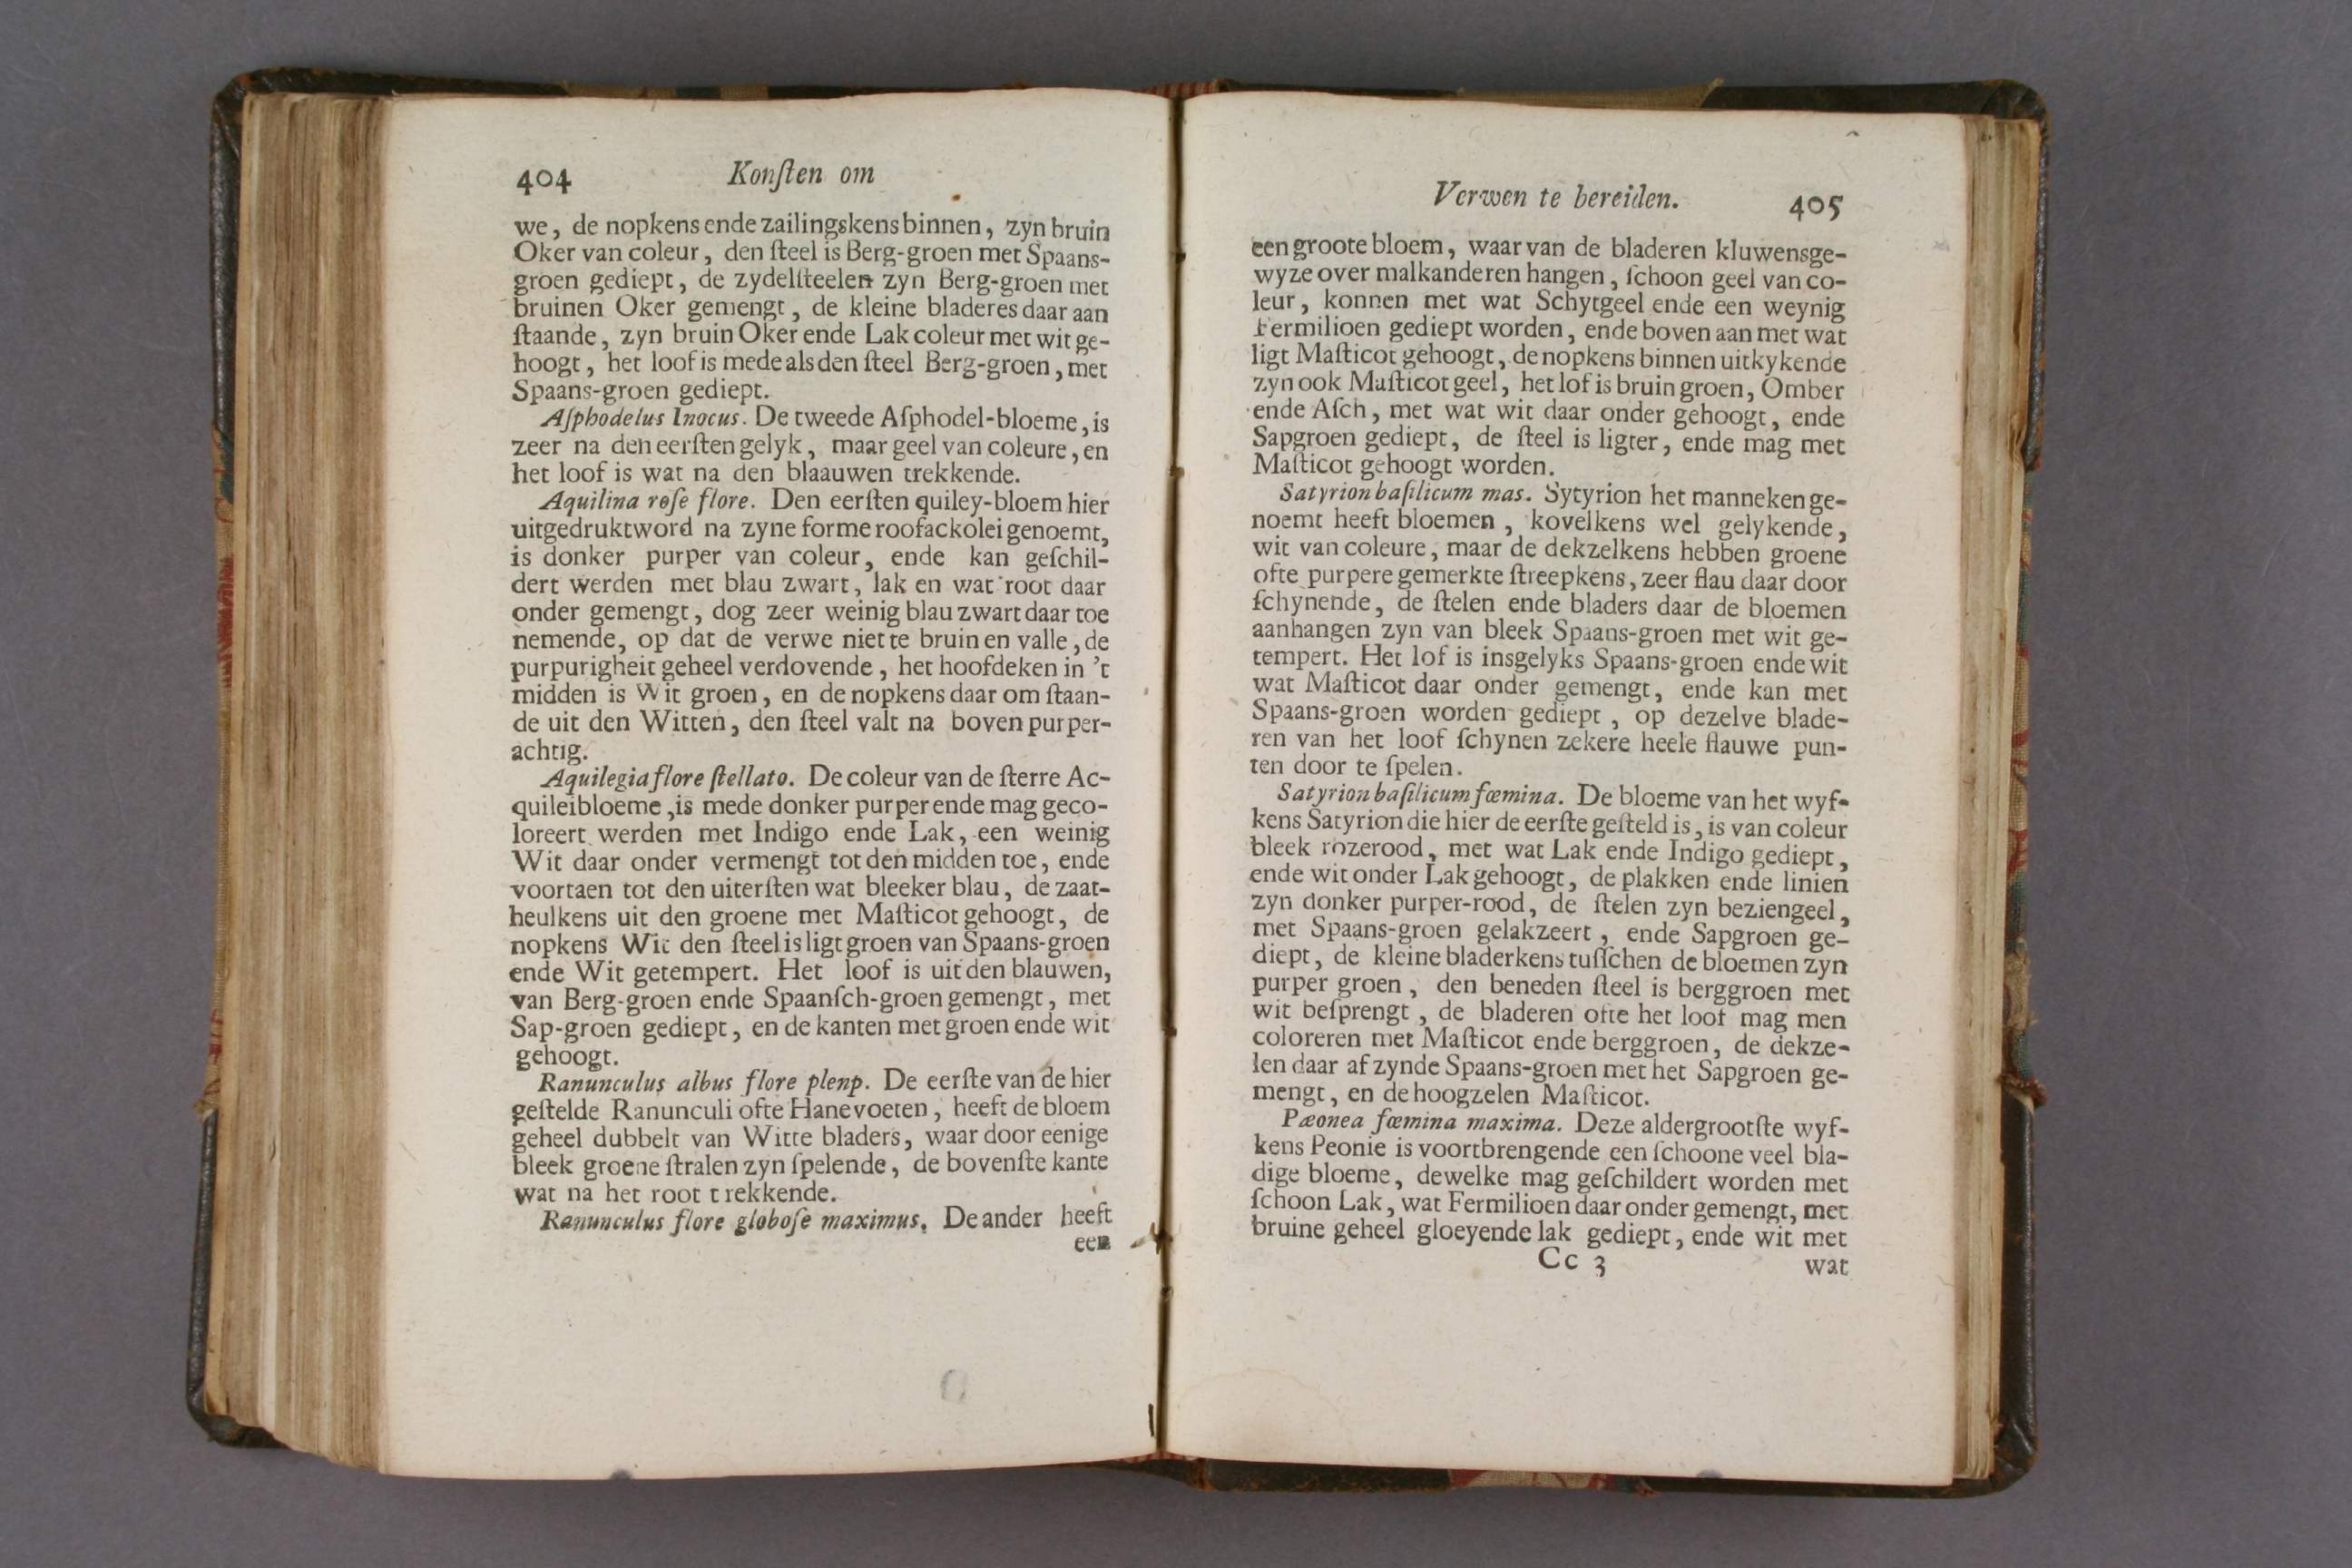 404 Konſten om
we, de nopkens ende zailingskens binnen, zyn bruin
Oker van coleur, den ſteel is Berg-groen met Spaans-
groen gediept, de zydelſteelen zyn Berg-groen met
bruinen Oker gemengt, de kleine bladeres daar aan
ſtaande, zyn bruin Oker ende Lak coleur met wit ge-
hoogt, het loof is mede als den ſteel Berg-groen, met
Spaans-groen gediept.
Aſphodelus lnocus. De tweede Aſphodel-bloeme, is
zeer na den eerſten gelyk, maar geel van coleure, en
het loof is wat na den blaauwen trekkende.
Aquilina roſe flore. Den eerſten quiley-bloem hier
uitgedruktword na zyne forme roofackolei genoemt,
is donker purper van coleur, ende kan geſchil-
dert werden met blau zwart, lak en wat root daar
onder gemengt, dog zeer weinig blau zwart daar toe
nemende, op dat de verwe niet te bruin en valle, de
purpurigheit geheel verdovende, het hoofdeken in 't
midden is Wit groen, en de nopkens daar om ſtaan-
de uit den Witten, den ſteel valt na boven purper-
achtig.
Aquilegia flore ſtellato. De coleur van de ſterre Ac-
quileibloeme, is mede donker purper ende mag geco-
loreert werden met Indigo ende Lak, een weinig
Wit daar onder vermengt tot den midden toe, ende
voortaen tot den uiterſten wat bleeker blau, de zaat-
heulkens uit den groene met Maſticot gehoogt, de
nopkens Wit den ſteel is ligt groen van Spaans-groen
ende Wit getempert. Het loof is uit den blauwen,
van Berg-groen ende Spaanſch-groen gemengt, met
Sap-groen gediept, en de kanten met groen ende wit
gehoogt.
Ranunculus albus flore plenp. De eerſte van de hier
geſtelde Ranunculi ofte Hanevoeten, heeft de bloem
geheel dubbelt van Witte bladers, waar door eenige
bleek groene ſtralen zyn ſpelende, de bovenſte kante
wat na het root trekkende.
Ranunculus flore globoſe maximus. De ander heeft
een
Verwen te bereiden. 405
een groote bloem, waar van de bladeren kluwensge-
wyze over malkanderen hangen, ſchoon geel van co-
leur, konnen met wat Schytgeel ende een weynig
Fermilioen gediept worden, ende boven aan met wat
ligt Maſticot gehoogt, de nopkens binnen uitkykende
zyn ook Maſticot geel, het lof is bruin groen, Omber
ende Aſch, met wat wit daar onder gehoogt, ende
Sapgroen gediept, de ſteel is ligter, ende mag met
Maſticot gehoogt worden.
Satyrion baſilicum mas. Sytyrion het manneken ge-
noemt heeft bloemen, kovelkens wel gelykende,
wit van coleure, maar de dekzelkens hebben groene
ofte purpere gemerkte ſtreepkens, zeer flau daar door
ſchynende, de ſtelen ende bladers daar de bloemen
aanhangen zyn van bleek Spaans-groen met wit ge-
tempert. Het lof is insgelyks Spaans-groen ende wit
wat Maſticot daar onder gemengt, ende kan met
Spaans-groen worden gediept, op dezelve blade-
ren van het loof ſchynen zekere heele flauwe pun-
ten door te ſpelen.
Satyrion baſilicum fœmina. De bloeme van het wyf-
kens Satyrion die hier de eerſte geſteld is, is van coleur
bleek rozerood, met wat Lak ende Indigo gediept,
ende wit onder Lak gehoogt, de plakken ende linien
zyn donker purper-rood, de ſtelen zyn beziengeel,
met Spaans-groen gelakzeert, ende Sapgroen ge-
diept, de kleine bladerkens tuſſchen de bloemen zyn
purper groen, den beneden ſteel is berggroen met
wit beſprengt, de bladeren ofte het loof mag men
coloreren met Maſticot ende berggroen, de dekze-
len daar af zynde Spaans-groen met het Sapgroen ge-
mengt, en de hoogzelen Maſticot.
Pæonea fœmina maxima. Deze aldergrootſte wyf-
kens Peonie is voortbrengende een ſchoone veel bla-
dige bloeme, dewelke mag geſchildert worden met
ſchoon Lak, wat Fermilioen daar onder gemengt, met
bruine geheel gloeyende lak gediept, ende wit met
Cc 3 wat